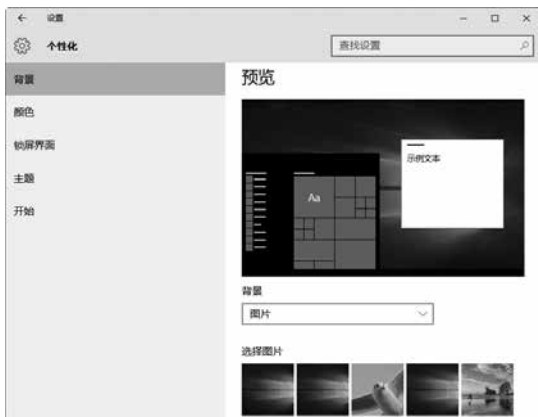 设置
个性化
查找设置
背景
颜色
锁屏界面
主题
开始
预览
示例文本
Aa
背景
图片
选择图片